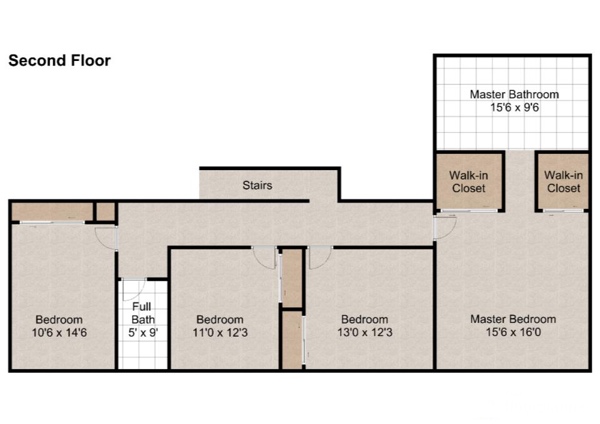 Second Floor
Master Bathroom
15'6 x 9'6
Walk-in
Closet
Walk-in
Closet
Stairs
Bedroom
10'6 x 14'6
Full
Bath
5' x 9'
Bedroom
11'0 x 12'3
Bedroom
13'0 x 12'3
Master Bedroom
15'6 x 16'0